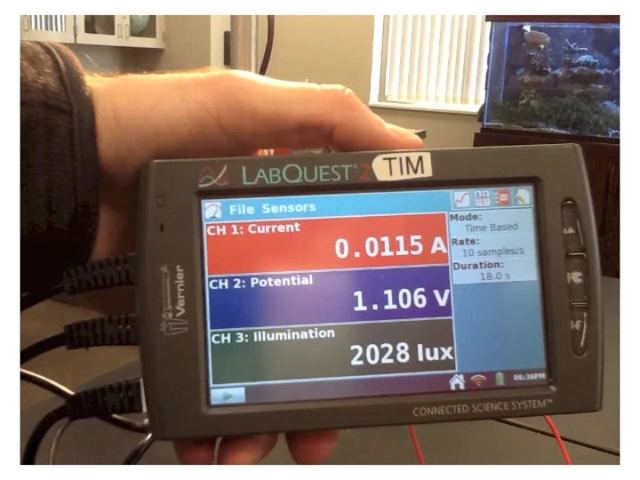 LABQUEST 2
TIM
File Sensors
CH 1: Current
0.0115 A
CH 2: Potential
1.106 V
CH 3: Illumination
2028 lux
Mode:
Time Based
Rate:
10 samples/s
Duration:
18.0 s
06:36PM
Vernier
CONNECTED SCIENCE SYSTEM™